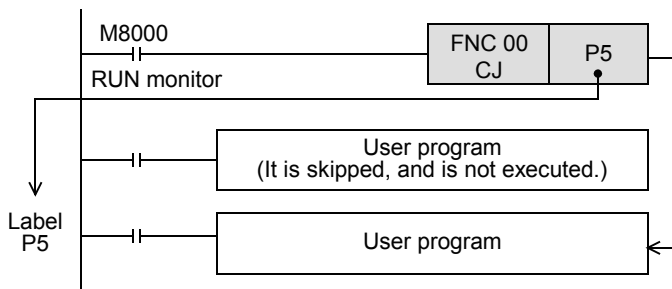 M8000
FNC 00
CJ
P5
RUN monitor
User program
(It is skipped, and is not executed.)
Label
P5
User program